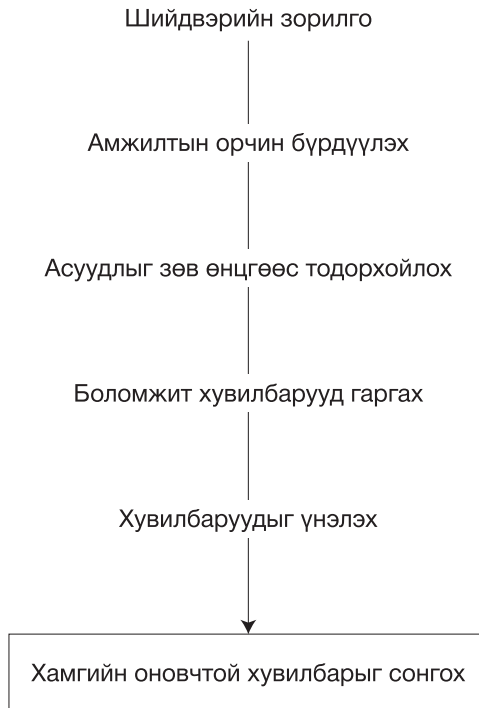 Шийдвэрийн зорилго
Амжилтын орчин бүрдүүлэх
Асуудлыг зөв өнцгөөс тодорхойлох
Боломжит хувилбарууд гаргах
Хувилбаруудыг үнэлэх
Хамгийн оновчтой хувилбарыг сонгох